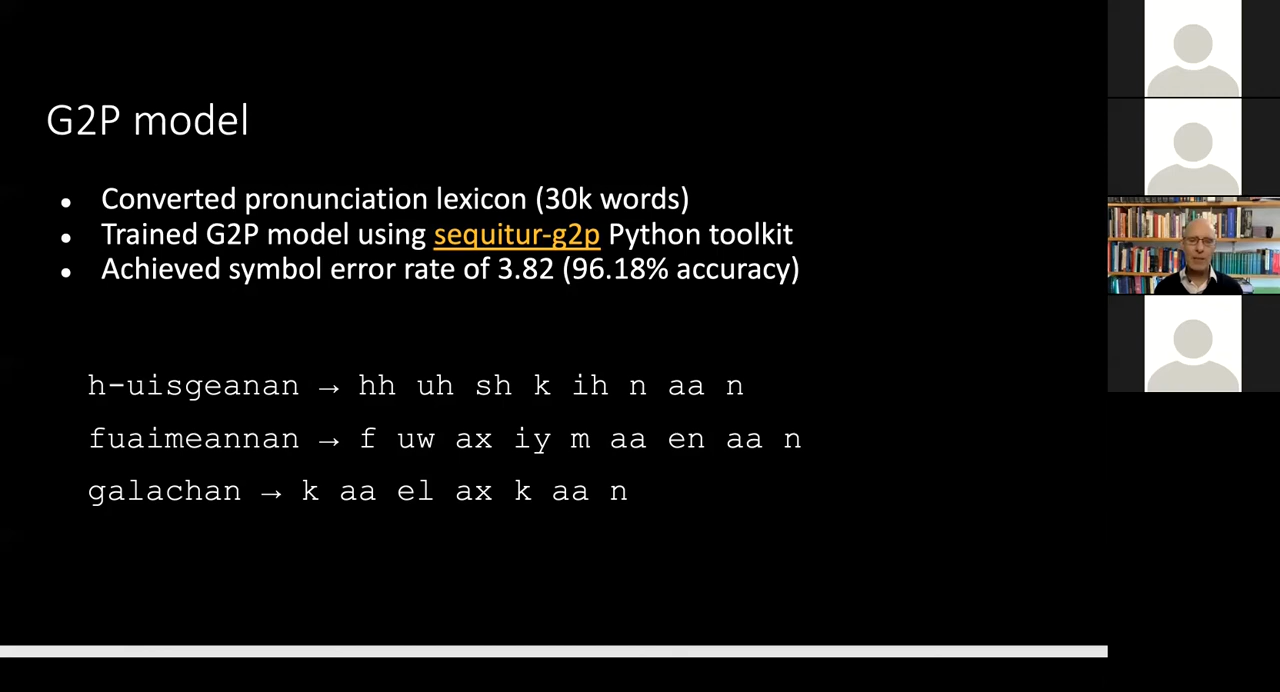 G2P model
● Converted pronunciation lexicon (30k words)
● Trained G2P model using sequitur-g2p Python toolkit
● Achieved symbol error rate of 3.82 (96.18% accuracy)
h-uisgeanan → hh uh sh k ih n aa n
fuaimeannan → f uw ax iy m aa en aa n
galachan → k aa el ax k aa n